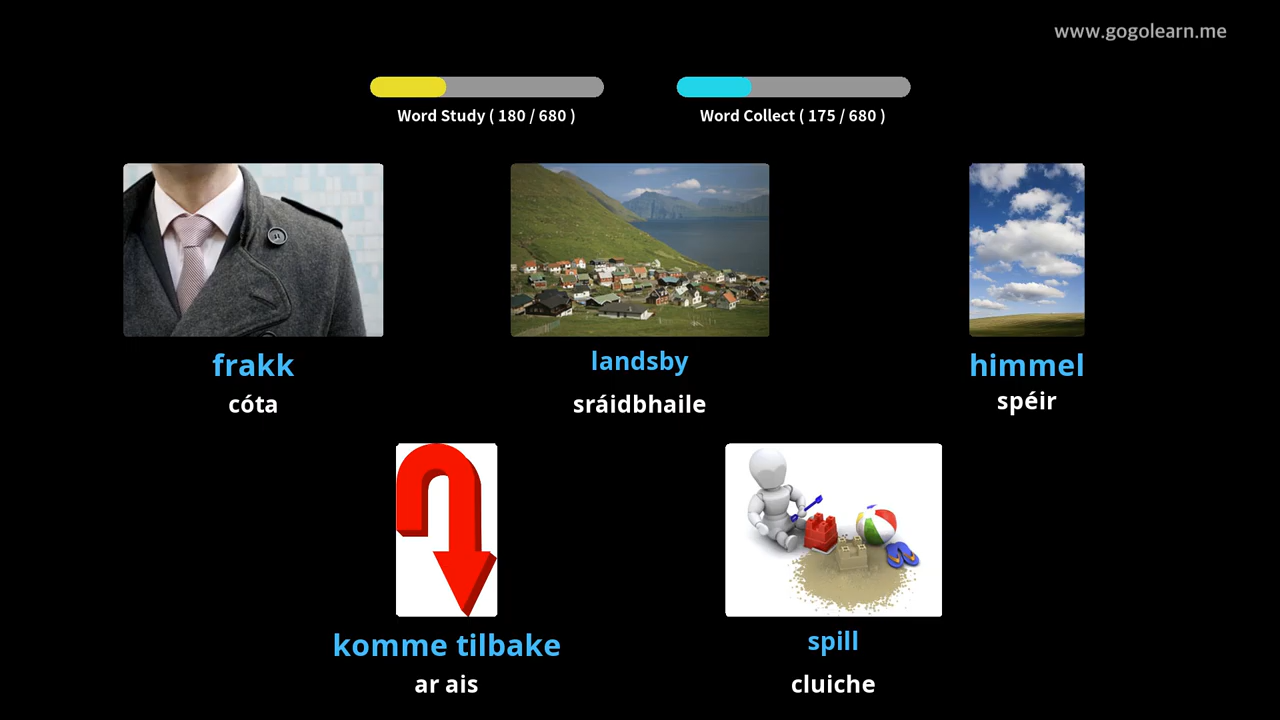 www.gogolearn.me
Word Study ( 180 / 680 )
Word Collect ( 175 / 680 )
frakk
cóta
landsby
sráidbhaile
himmel
spéir
komme tilbake
ar ais
spill
cluiche